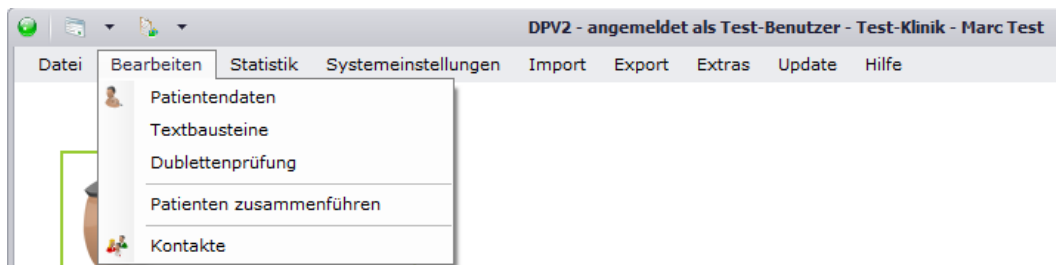 DPV2 - angemeldet als Test-Benutzer - Test-Klinik - Marc Test
Datei Bearbeiten Statistik Systemeinstellungen Import Export Extras Update Hilfe
Patientendaten
Textbausteine
Dublettenprüfung
Patienten zusammenführen
Kontakte